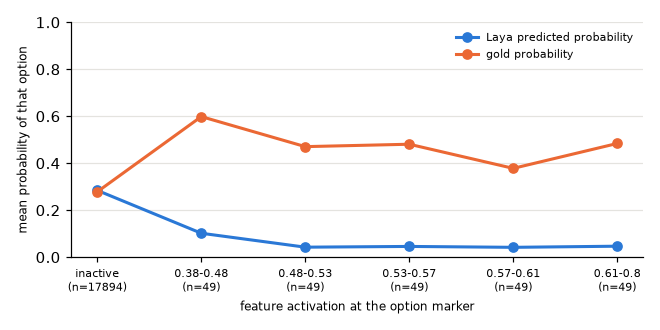 mean probability of that option
1.0
0.8
0.6
0.4
0.2
0.0
Laya predicted probability
gold probability
inactive
(n=17894)
0.38-0.48
(n=49)
0.48-0.53
(n=49)
0.53-0.57
(n=49)
0.57-0.61
(n=49)
0.61-0.8
(n=49)
feature activation at the option marker